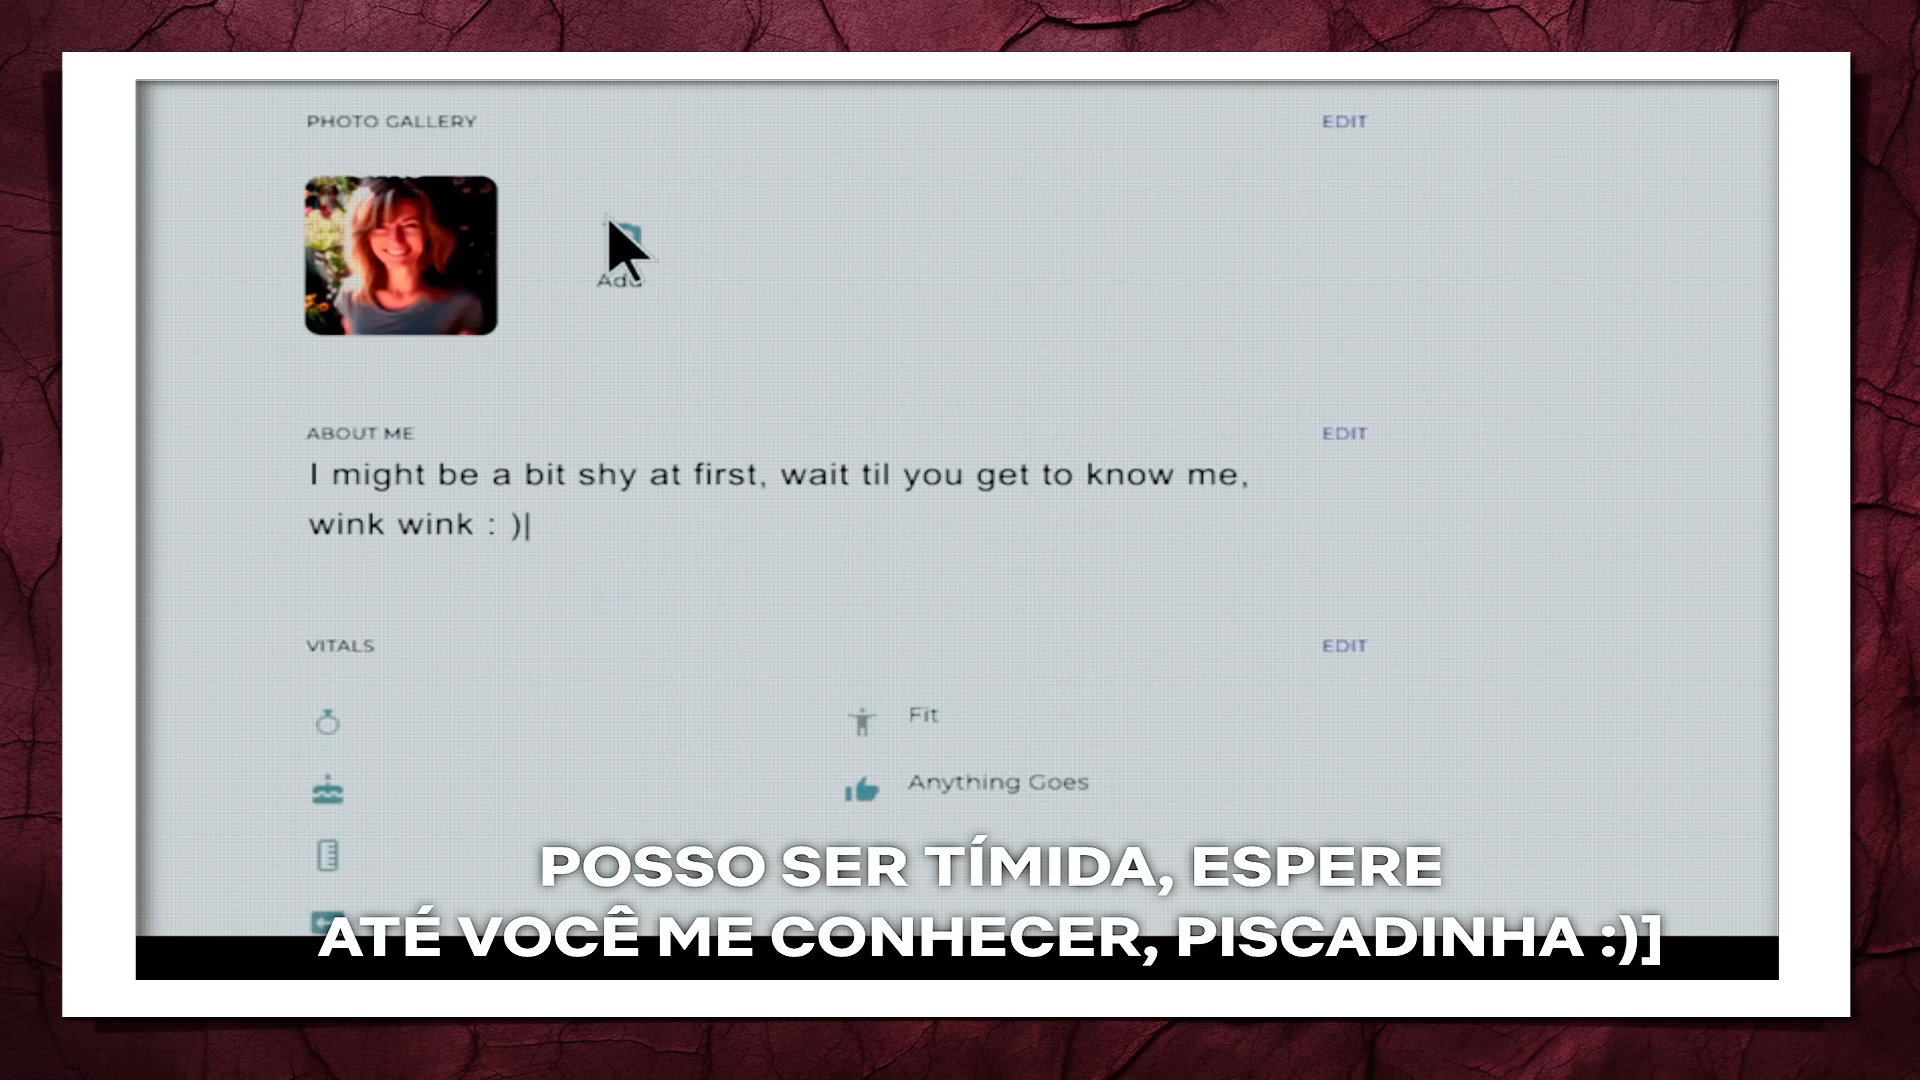 PHOTO GALLERY
EDIT
Add
ABOUT ME
EDIT
I might be a bit shy at first, wait til you get to know me,
wink wink : )
VITALS
EDIT
Fit
Anything Goes
POSSO SER TÍMIDA, ESPERE
ATÉ VOCÊ ME CONHECER, PISCADINHA :)]